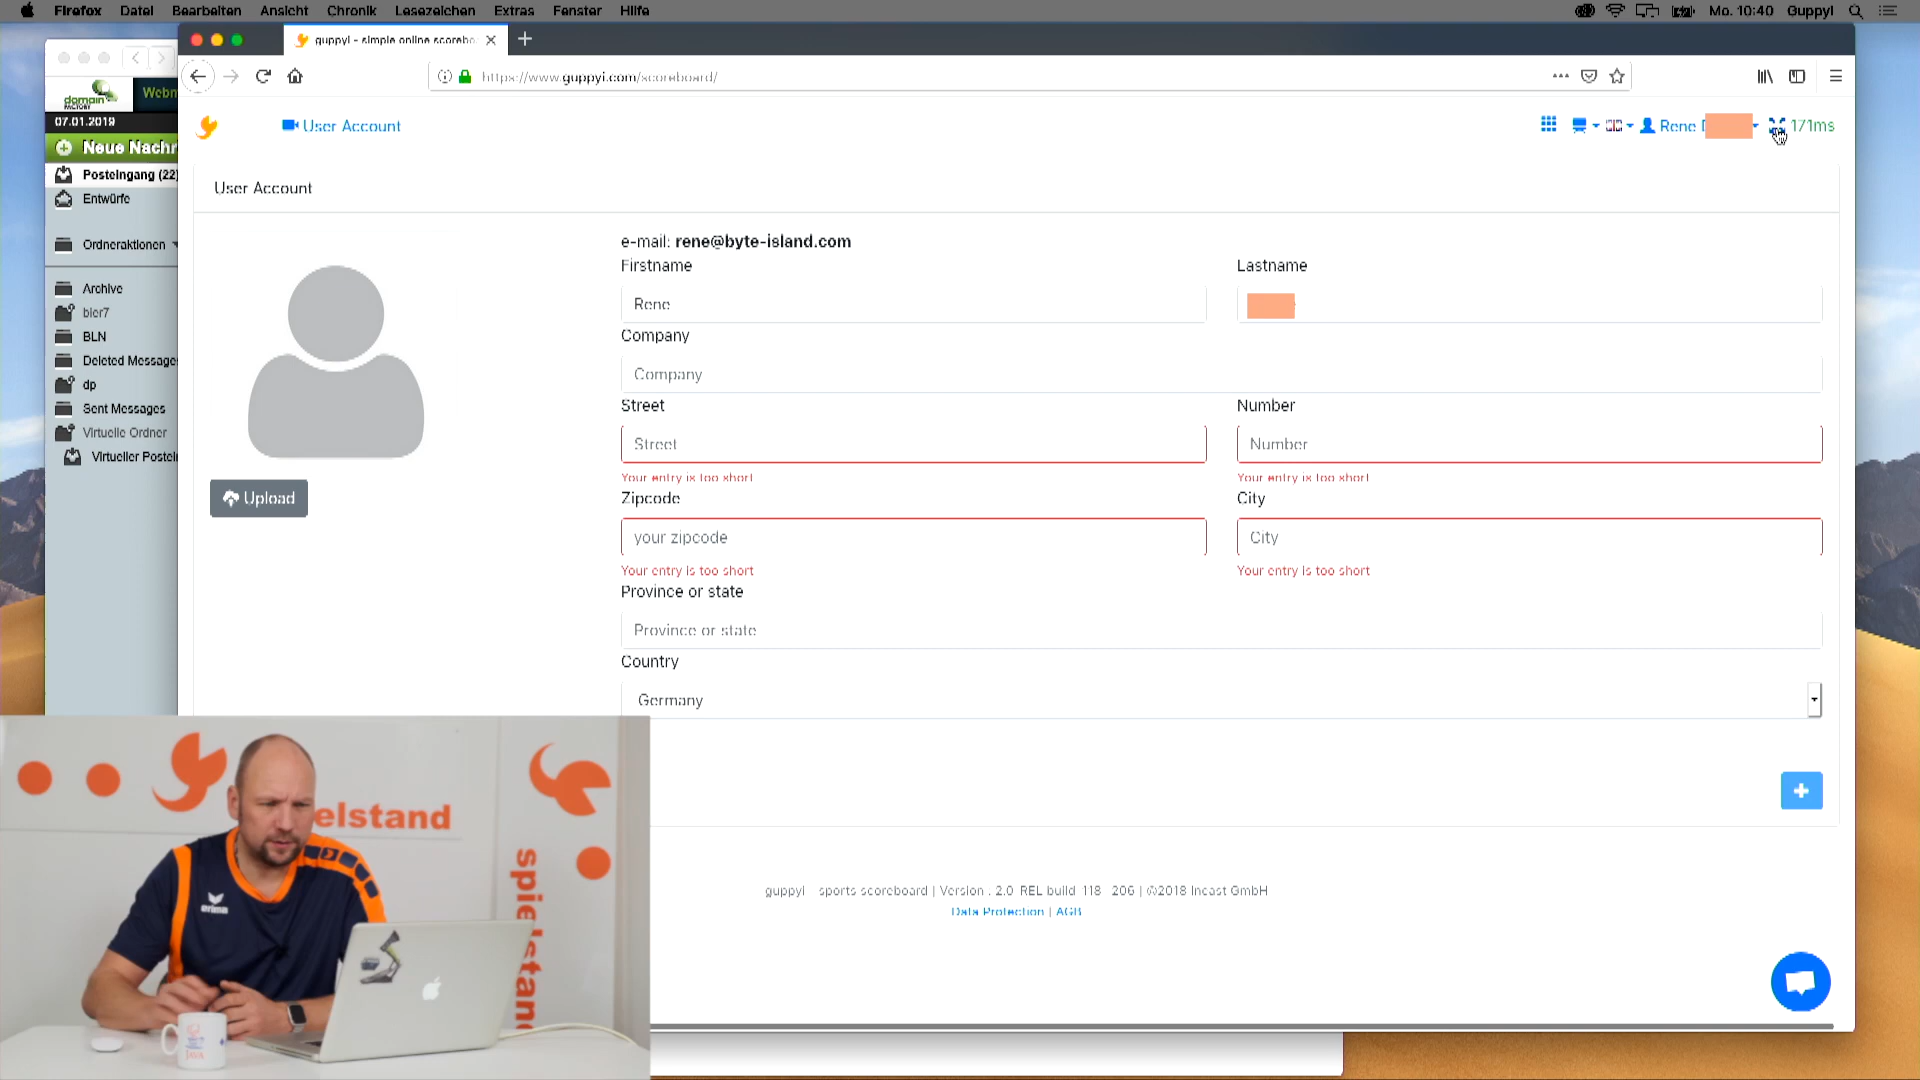 Firefox Datei Bearbeiten Ansicht Chronik Lesezeichen Extras Fenster Hilfe
Mo. 10:40 Guppyi
guppyi - simple online scorebo
https://www.guppyi.com/scoreboard/
domain
FACTORY
Webm
07.01.2019
Neue Nachr
Posteingang (22)
Entwürfe
Ordneraktionen
Archive
bier7
BLN
Deleted Message
dp
Sent Messages
Virtuelle Ordner
Virtueller Postei
User Account
Rene
171ms
User Account
e-mail: rene@byte-island.com
Firstname
Lastname
Rene
Company
Company
Street
Number
Street
Number
Your entry is too short
Your entry is too short
Zipcode
City
your zipcode
City
Your entry is too short
Your entry is too short
Province or state
Province or state
Country
Germany
Upload
guppyi - sports scoreboard | Version . 2.0 REL build 118 206 | ©2018 Incast GmbH
Data Protection | AGB
elstand
spielstand
erima
JAVA